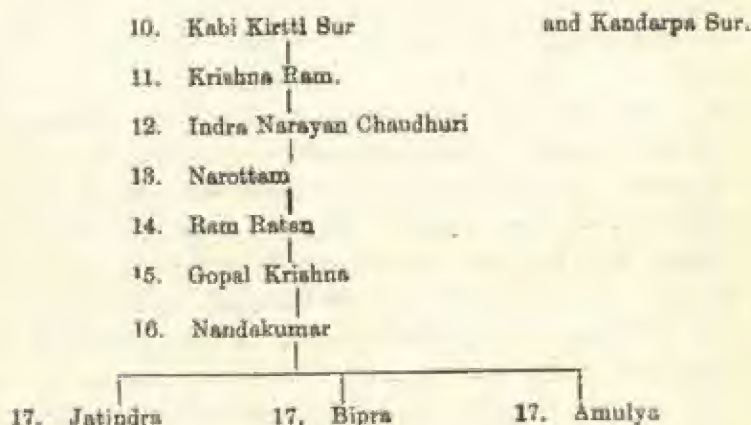 10. Kabi Kiritti Sur and Kandarpa Sur.
11. Krishna Ram.
12. Indra Narayan Chaudhuri
13. Narottam
14. Ram Ratan
15. Gopal Krishna
16. Nandakumar
17. Jatindra 17. Bipra 17. Amulya